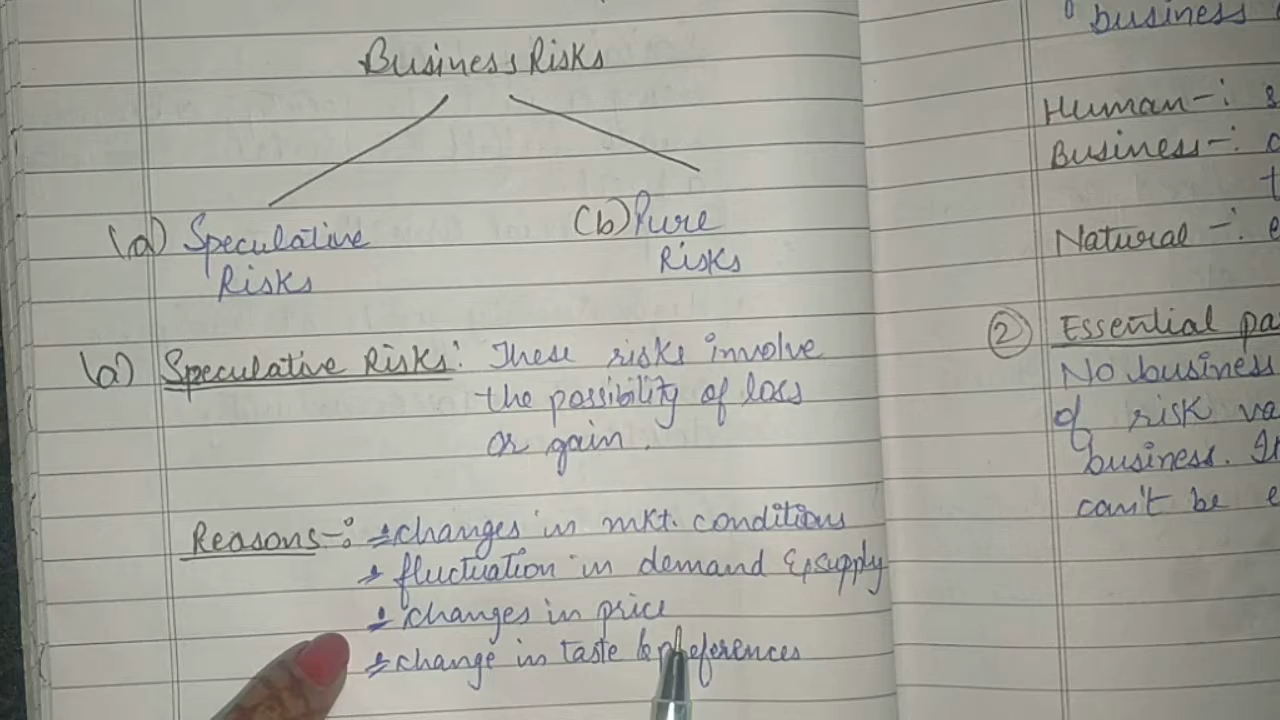 Business Risks
(a) Speculative
Risks
(b) Pure
Risks
(a) Speculative Risks: These risks involve
the possibility of loss
or gain.
Reasons-: changes in mkt. conditions
fluctuation in demand & supply
changes in price
change in taste & preferences
business
Human-:
Business-:
Natural-:
② Essential
No business
of risk
business.
can't be